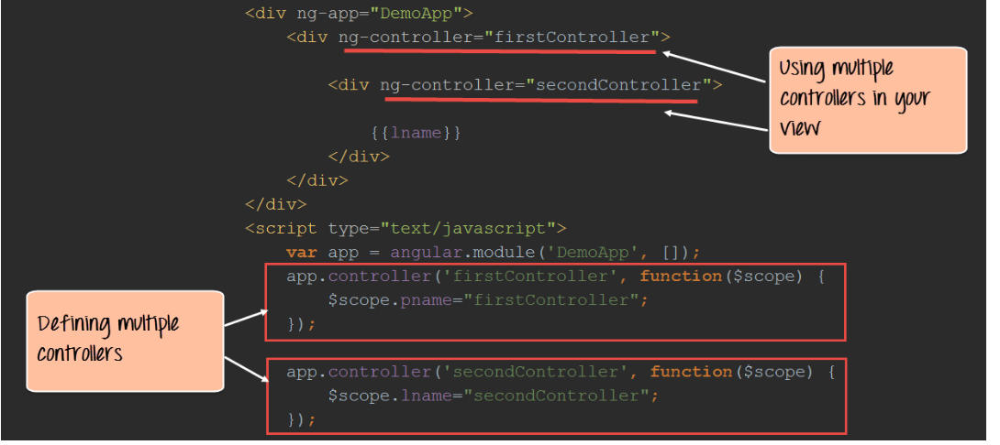 <div ng-app="DemoApp">
<div ng-controller="firstController">
<div ng-controller="secondController">
{{lname}}
</div>
</div>
</div>
<script type="text/javascript">
var app = angular.module('DemoApp', []);
app.controller('firstController', function($scope) {
$scope.pname="firstController";
});
app.controller('secondController', function($scope) {
$scope.lname="secondController";
});
Using multiple
controllers in your
view
Defining multiple
controllers